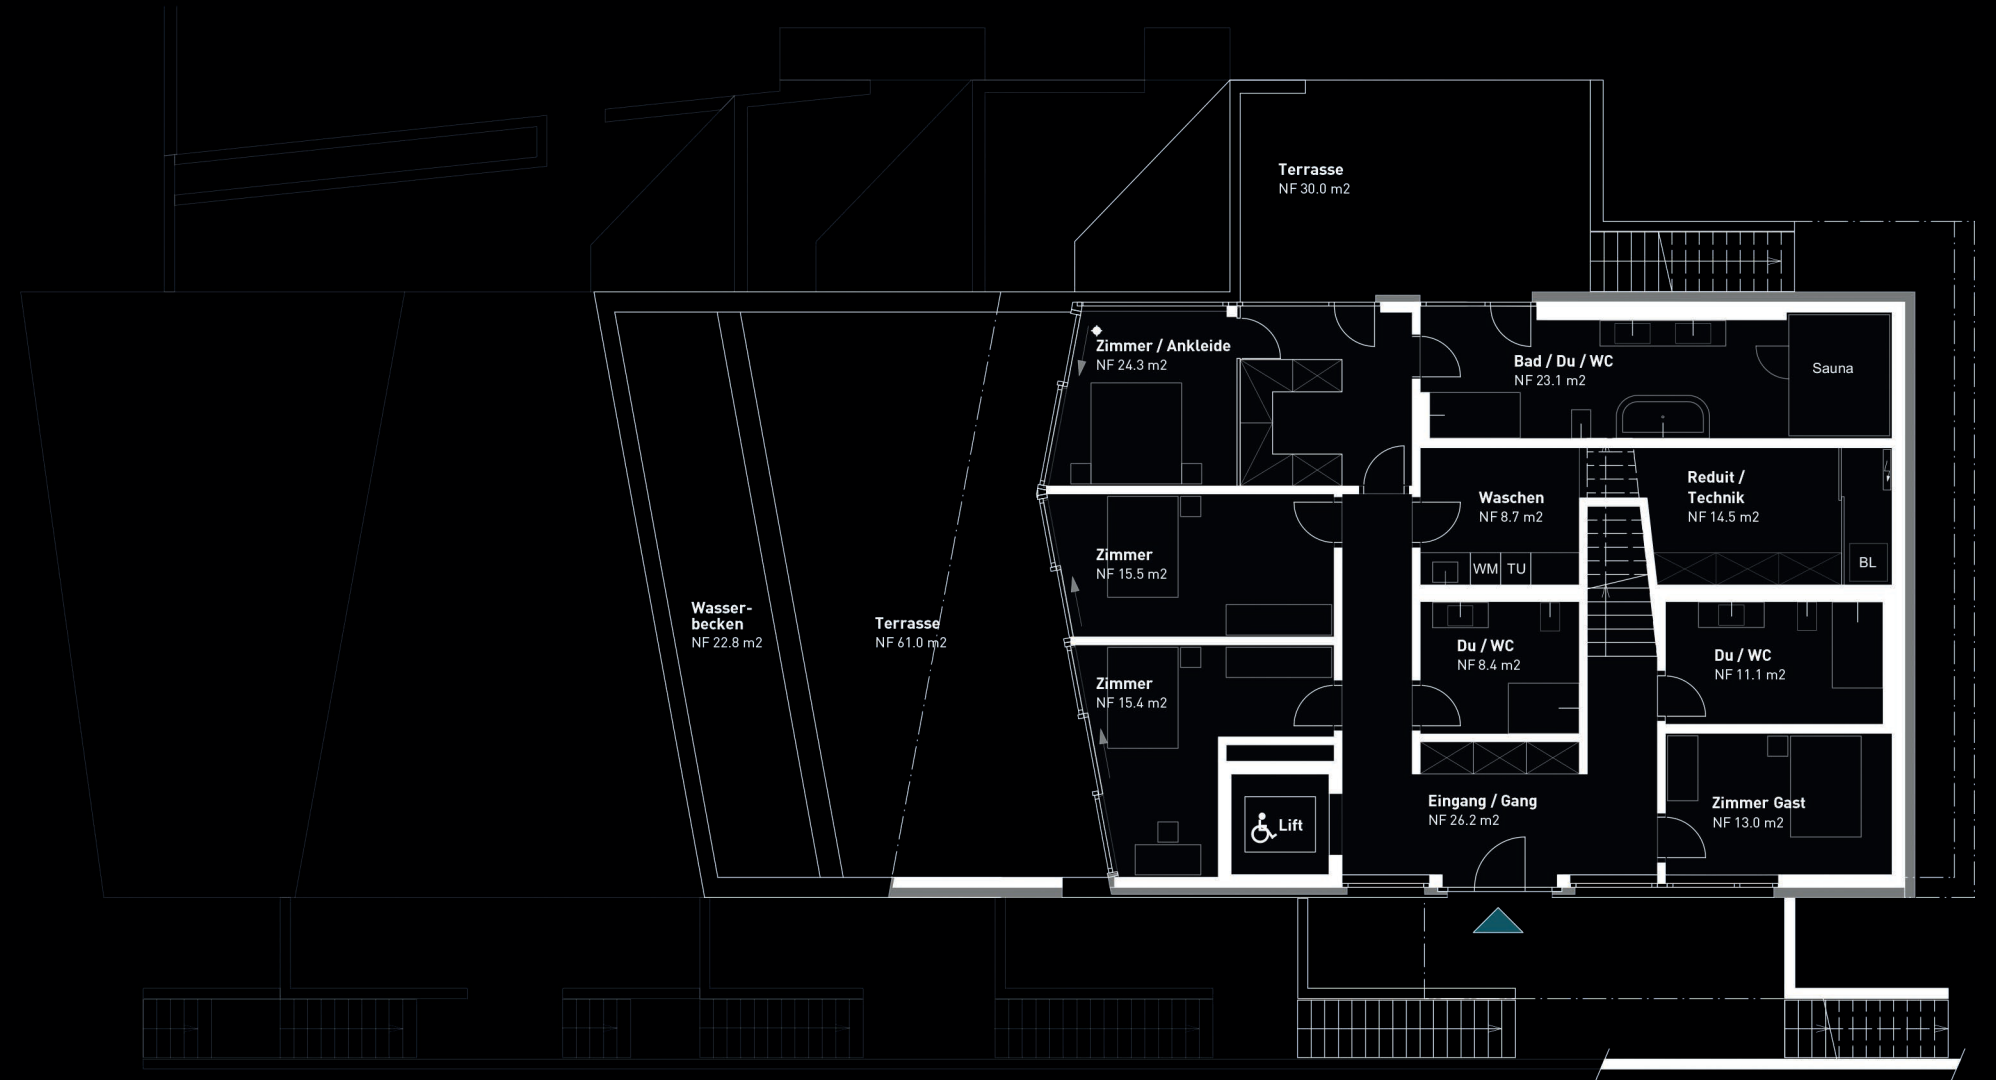 Terrasse
NF 30.0 m2
Zimmer / Ankleide
NF 24.3 m2
Bad / Du / WC
NF 23.1 m2
Sauna
Waschen
NF 8.7 m2
Reduit /
Technik
NF 14.5 m2
WM
TU
BL
Zimmer
NF 15.5 m2
Wasser-
becken
NF 22.8 m2
Terrasse
NF 61.0 m2
Du / WC
NF 8.4 m2
Du / WC
NF 11.1 m2
Zimmer
NF 15.4 m2
Lift
Eingang / Gang
NF 26.2 m2
Zimmer Gast
NF 13.0 m2